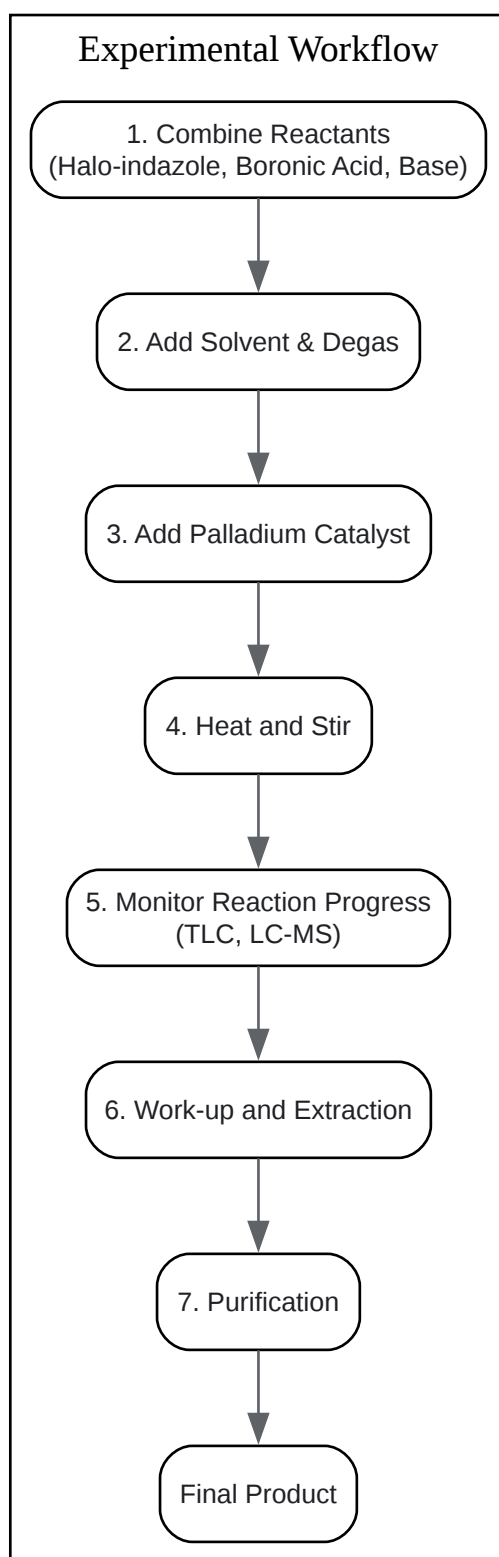 Experimental Workflow
1. Combine Reactants
(Halo-indazole, Boronic Acid, Base)
2. Add Solvent & Degas
3. Add Palladium Catalyst
4. Heat and Stir
5. Monitor Reaction Progress
(TLC, LC-MS)
6. Work-up and Extraction
7. Purification
Final Product